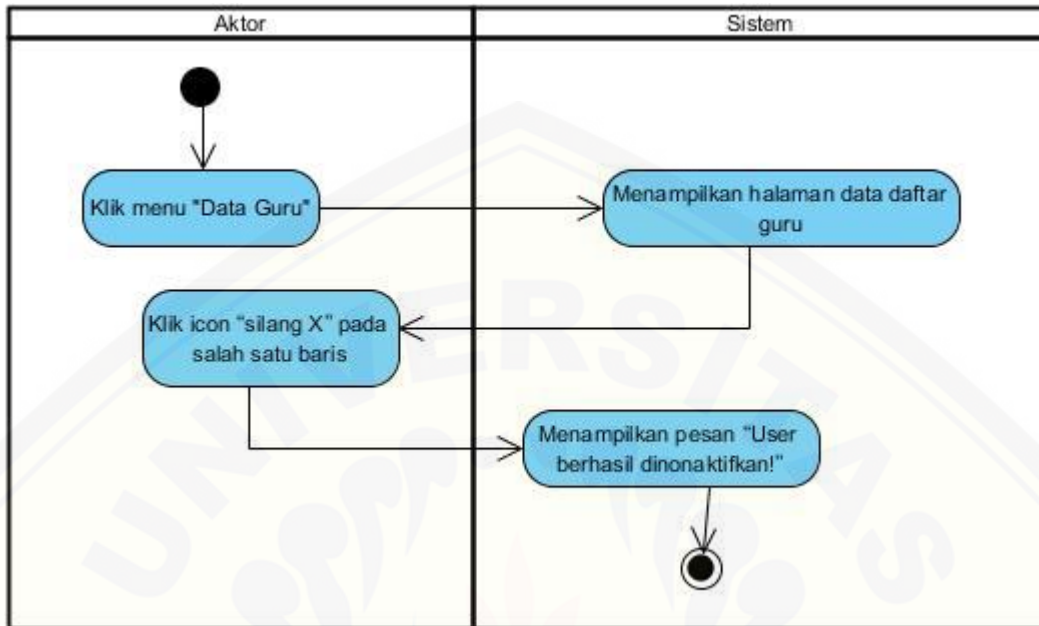 Aktor
Sistem
Klik menu "Data Guru"
Menampilkan halaman data daftar
guru
Klik icon “silang X” pada
salah satu baris
Menampilkan pesan “User
berhasil dinonaktifkan!”
UNIVERSITAS